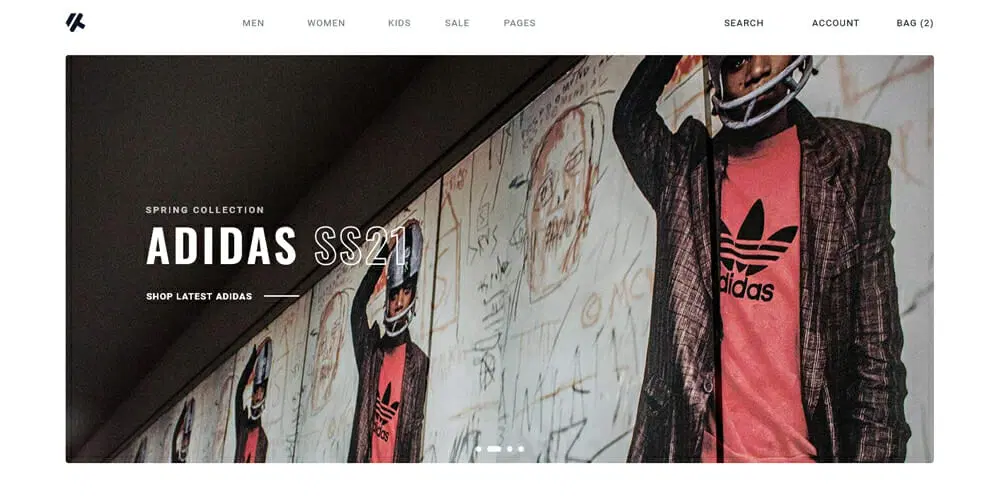 MEN WOMEN KIDS SALE PAGES SEARCH ACCOUNT BAG (2)
SPRING COLLECTION
ADIDAS SS21
SHOP LATEST ADIDAS
adidas
adidas